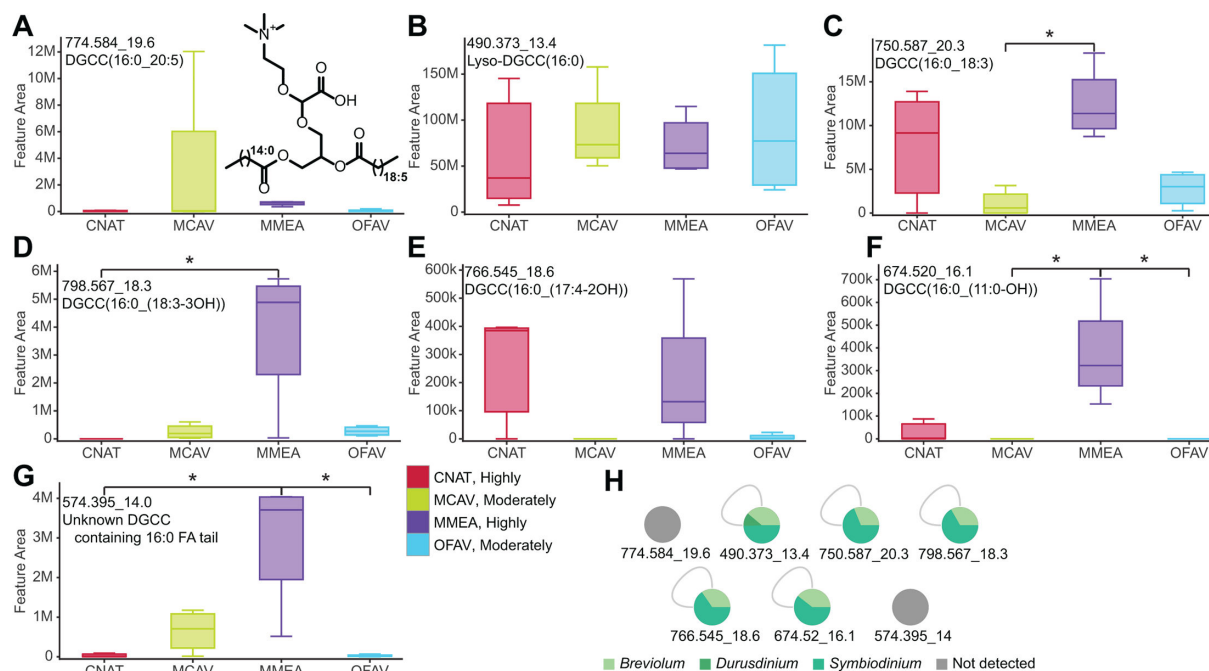 A
774.584_19.6
DGCC(16:0_20:5)
Feature Area
12M
10M
8M
6M
4M
2M
0
CNAT
MCAV
MMEA
OFAV
N+
O
O
OH
O
14:0
O
O
O
O
18:5
B
490.373_13.4
Lyso-DGCC(16:0)
Feature Area
150M
100M
50M
0
CNAT
MCAV
MMEA
OFAV
C
750.587_20.3
DGCC(16:0_18:3)
*
Feature Area
15M
10M
5M
0
CNAT
MCAV
MMEA
OFAV
D
798.567_18.3
DGCC(16:0_(18:3-3OH))
*
Feature Area
6M
5M
4M
3M
2M
1M
0
CNAT
MCAV
MMEA
OFAV
E
766.545_18.6
DGCC(16:0_(17:4-2OH))
Feature Area
600k
500k
400k
300k
200k
100k
0
CNAT
MCAV
MMEA
OFAV
F
674.520_16.1
DGCC(16:0_(11:0-OH))
*
*
Feature Area
700k
600k
500k
400k
300k
200k
100k
0
CNAT
MCAV
MMEA
OFAV
G
574.395_14.0
Unknown DGCC
containing 16:0 FA tail
*
*
Feature Area
4M
3M
2M
1M
0
CNAT
MCAV
MMEA
OFAV
CNAT, Highly
MCAV, Moderately
MMEA, Highly
OFAV, Moderately
H
774.584_19.6
490.373_13.4
750.587_20.3
798.567_18.3
766.545_18.6
674.52_16.1
574.395_14
Breviolum
Durusdinium
Symbiodinium
Not detected